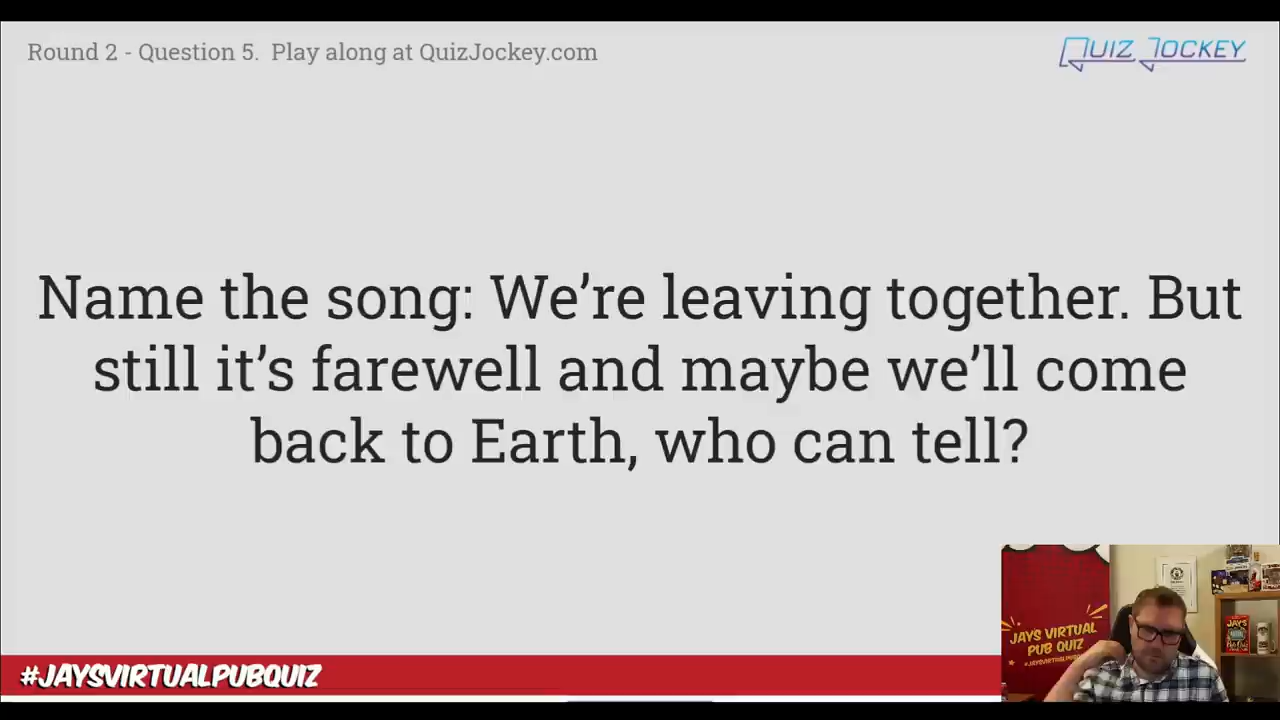 Round 2 - Question 5.  Play along at QuizJockey.com
QUIZ JOCKEY
Name the song: We’re leaving together. But
still it’s farewell and maybe we’ll come
back to Earth, who can tell?
JAYS VIRTUAL
PUB QUIZ
JAY'S
#JAYSVIRTUALPUBQUIZ